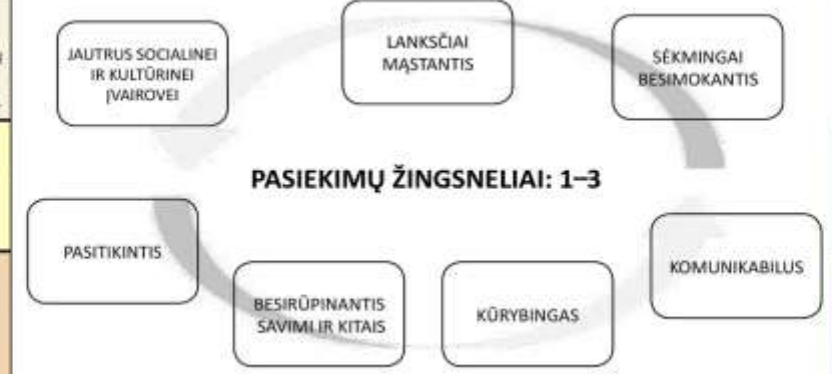 JAUTRUS SOCIALINEI
IR KULTŪRINEI
ĮVAIROVEI
LANKSČIAI
MĄSTANTIS
SĖKMINGAI
BESIMOKANTIS
PASIEKIMŲ ŽINGSNELIAI: 1–3
PASITIKINTIS
BESIRŪPINANTIS
SAVIMI IR KITAIS
KŪRYBINGAS
KOMUNIKABILUS